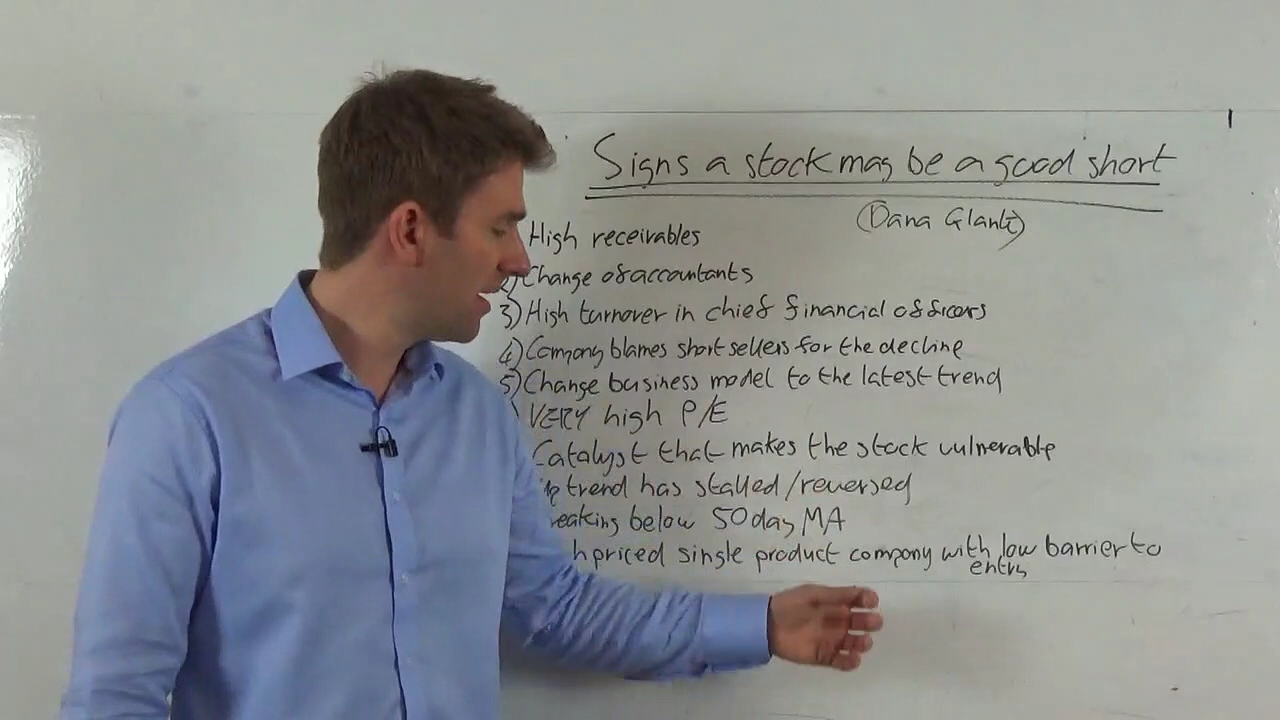 Signs a stock may be a good short
(Dana Glanti)
High receivables
2) Change of accountants
3) High turnover in chief financial officers
4) Company blames short sellers for the decline
5) Change business model to the latest trend
) VERY high P/E
Catalyst that makes the stock vulnerable
trend has stalled/reversed
eaking below 50 day MA
h priced single product company with low barrier to
entry